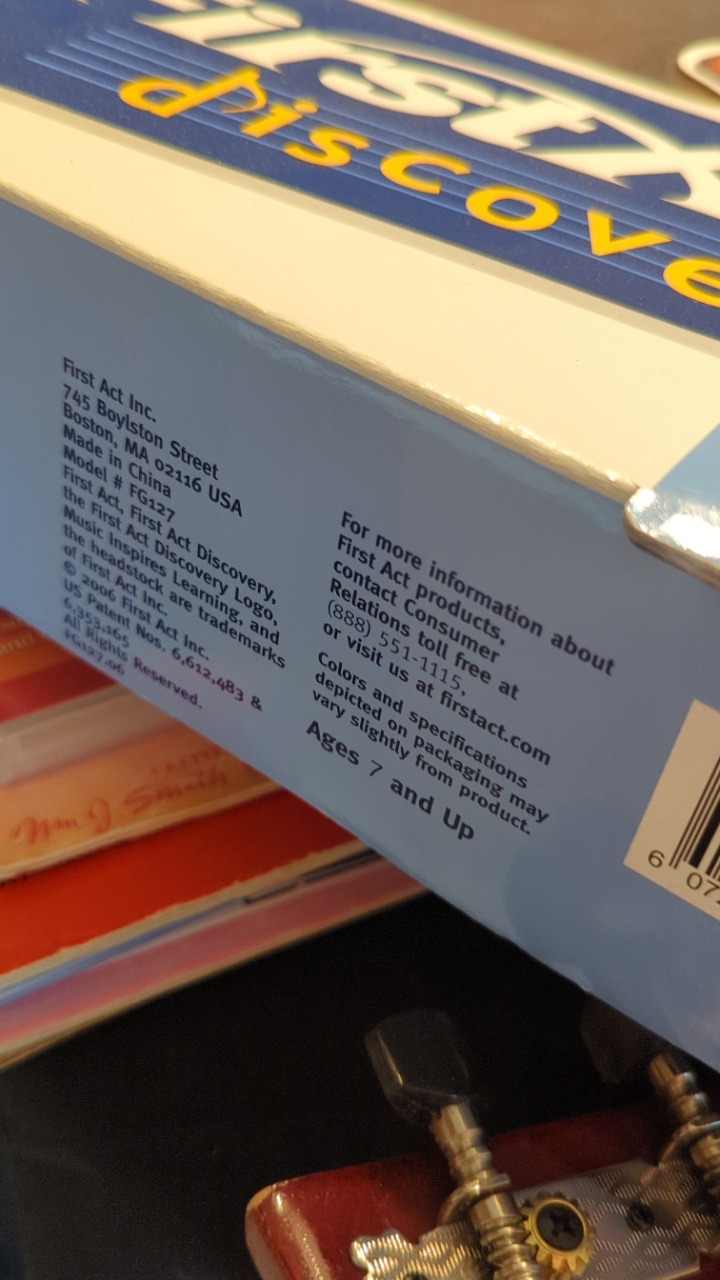 First A
discove
First Act Inc.
745 Boylston Street
Boston, MA 02116 USA
Made in China
Model # FG127
First Act, First Act Discovery,
the First Act Discovery Logo,
Music Inspires Learning, and
the headstock are trademarks
of First Act Inc.
© 2006 First Act Inc.
US Patent Nos. 6,612,483 &
6,353,165
All Rights Reserved.
FG127.06
For more information about
First Act products,
contact Consumer
Relations toll free at
(888) 551-1115,
or visit us at firstact.com
Colors and specifications
depicted on packaging may
vary slightly from product.
Ages 7 and Up
6 07